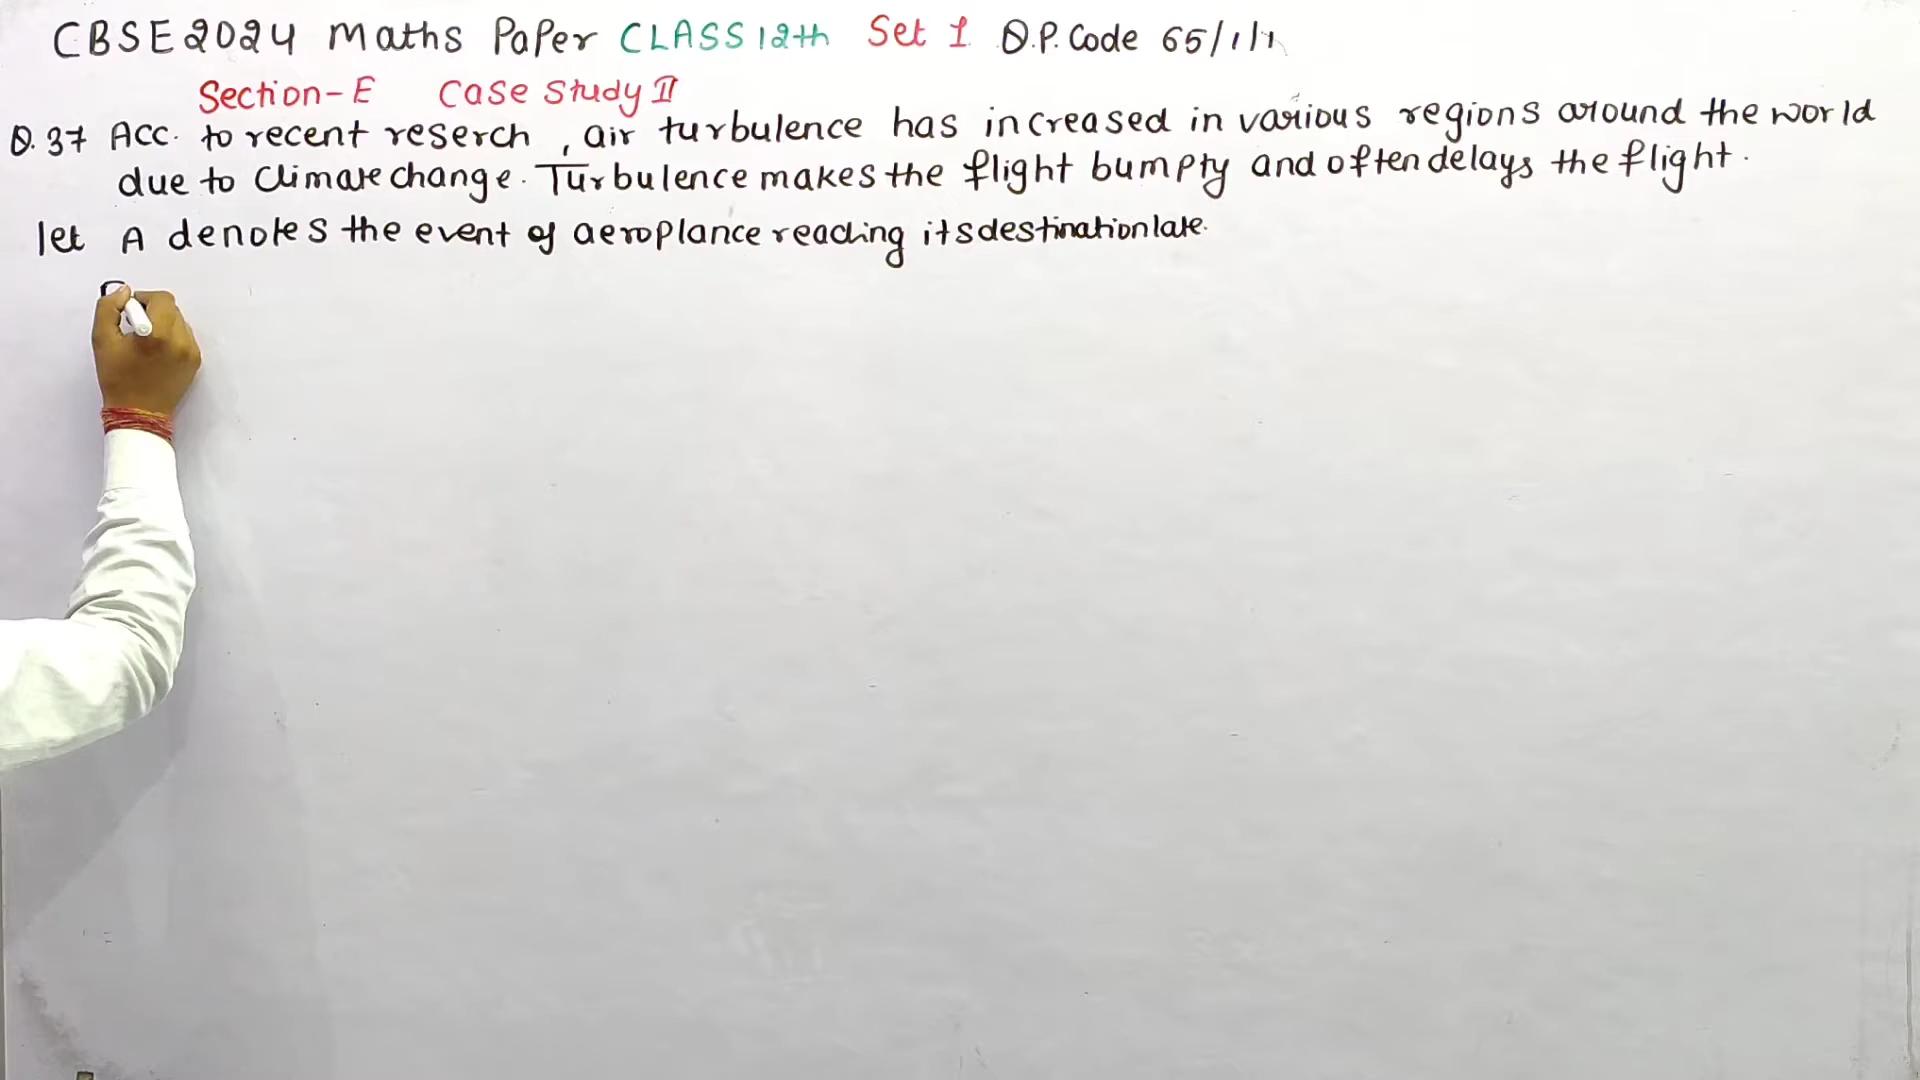 CBSE 2024 Maths Paper CLASS 12th Set 1 Q.P. Code 65/1/1
Section-E Case Study II
Q.37 Acc. to recent reserch, air turbulence has increased in various regions around the world
due to Climate change. Turbulence makes the flight bumpty and often delays the flight.
let A denotes the event of aeroplance reaching its destination late.